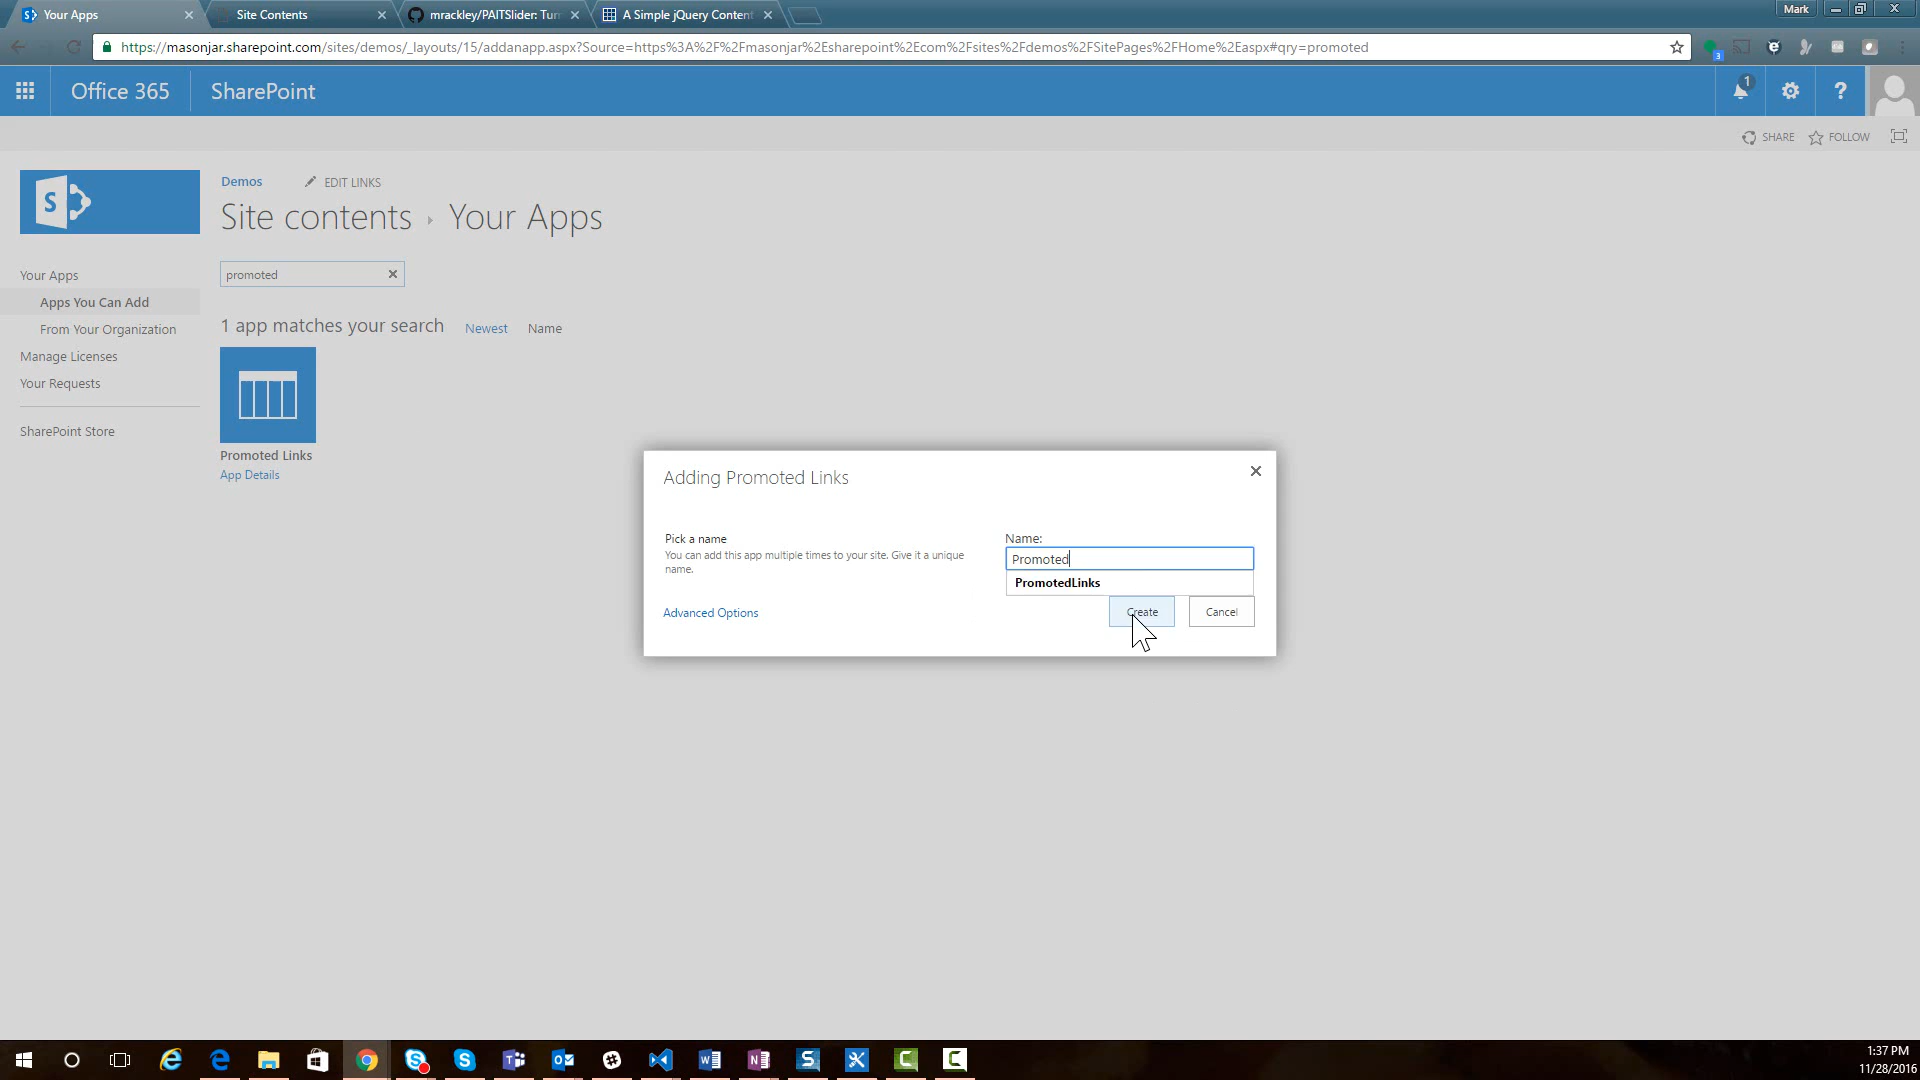 Your Apps
Site Contents
mrackley/PAITSlider: Tur
A Simple jQuery Content
Mark
https://masonjar.sharepoint.com/sites/demos/_layouts/15/addanapp.aspx?Source=https%3A%2F%2Fmasonjar%2Esharepoint%2Ecom%2Fsites%2Fdemos%2FSitePages%2FHome%2Easpx#qry=promoted
3
Office 365
SharePoint
1
?
SHARE
FOLLOW
S
Demos
EDIT LINKS
Site contents
Your Apps
promoted
Your Apps
Apps You Can Add
From Your Organization
Manage Licenses
Your Requests
SharePoint Store
1 app matches your search
Newest
Name
Promoted Links
App Details
Adding Promoted Links
Pick a name
You can add this app multiple times to your site. Give it a unique
name.
Name:
Promoted
PromotedLinks
Advanced Options
Create
Cancel
1:37 PM
11/28/2016